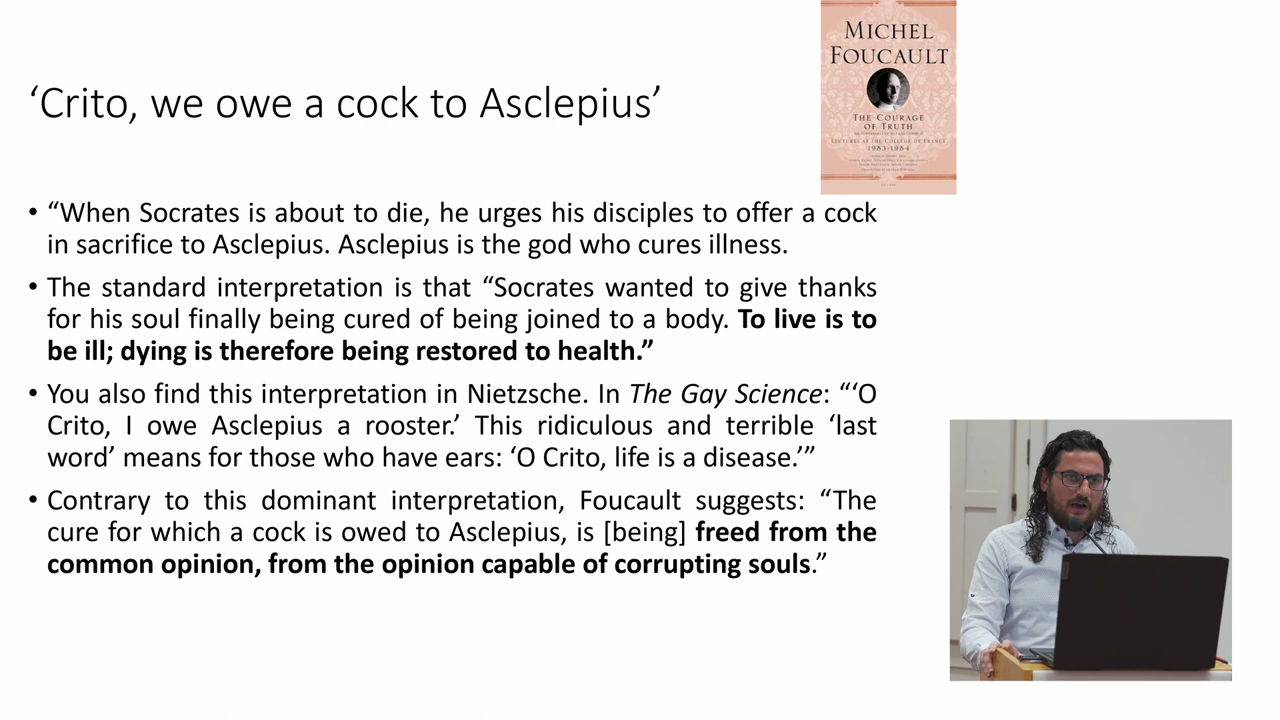 MICHEL
FOUCAULT
THE COURAGE
OF TRUTH
LECTURES AT THE COLLÈGE DE FRANCE
1983-1984
‘Crito, we owe a cock to Asclepius’
• “When Socrates is about to die, he urges his disciples to offer a cock
in sacrifice to Asclepius. Asclepius is the god who cures illness.
• The standard interpretation is that “Socrates wanted to give thanks
for his soul finally being cured of being joined to a body. To live is to
be ill; dying is therefore being restored to health.”
• You also find this interpretation in Nietzsche. In The Gay Science: “‘O
Crito, I owe Asclepius a rooster.’ This ridiculous and terrible ‘last
word’ means for those who have ears: ‘O Crito, life is a disease.’”
• Contrary to this dominant interpretation, Foucault suggests: “The
cure for which a cock is owed to Asclepius, is [being] freed from the
common opinion, from the opinion capable of corrupting souls.”